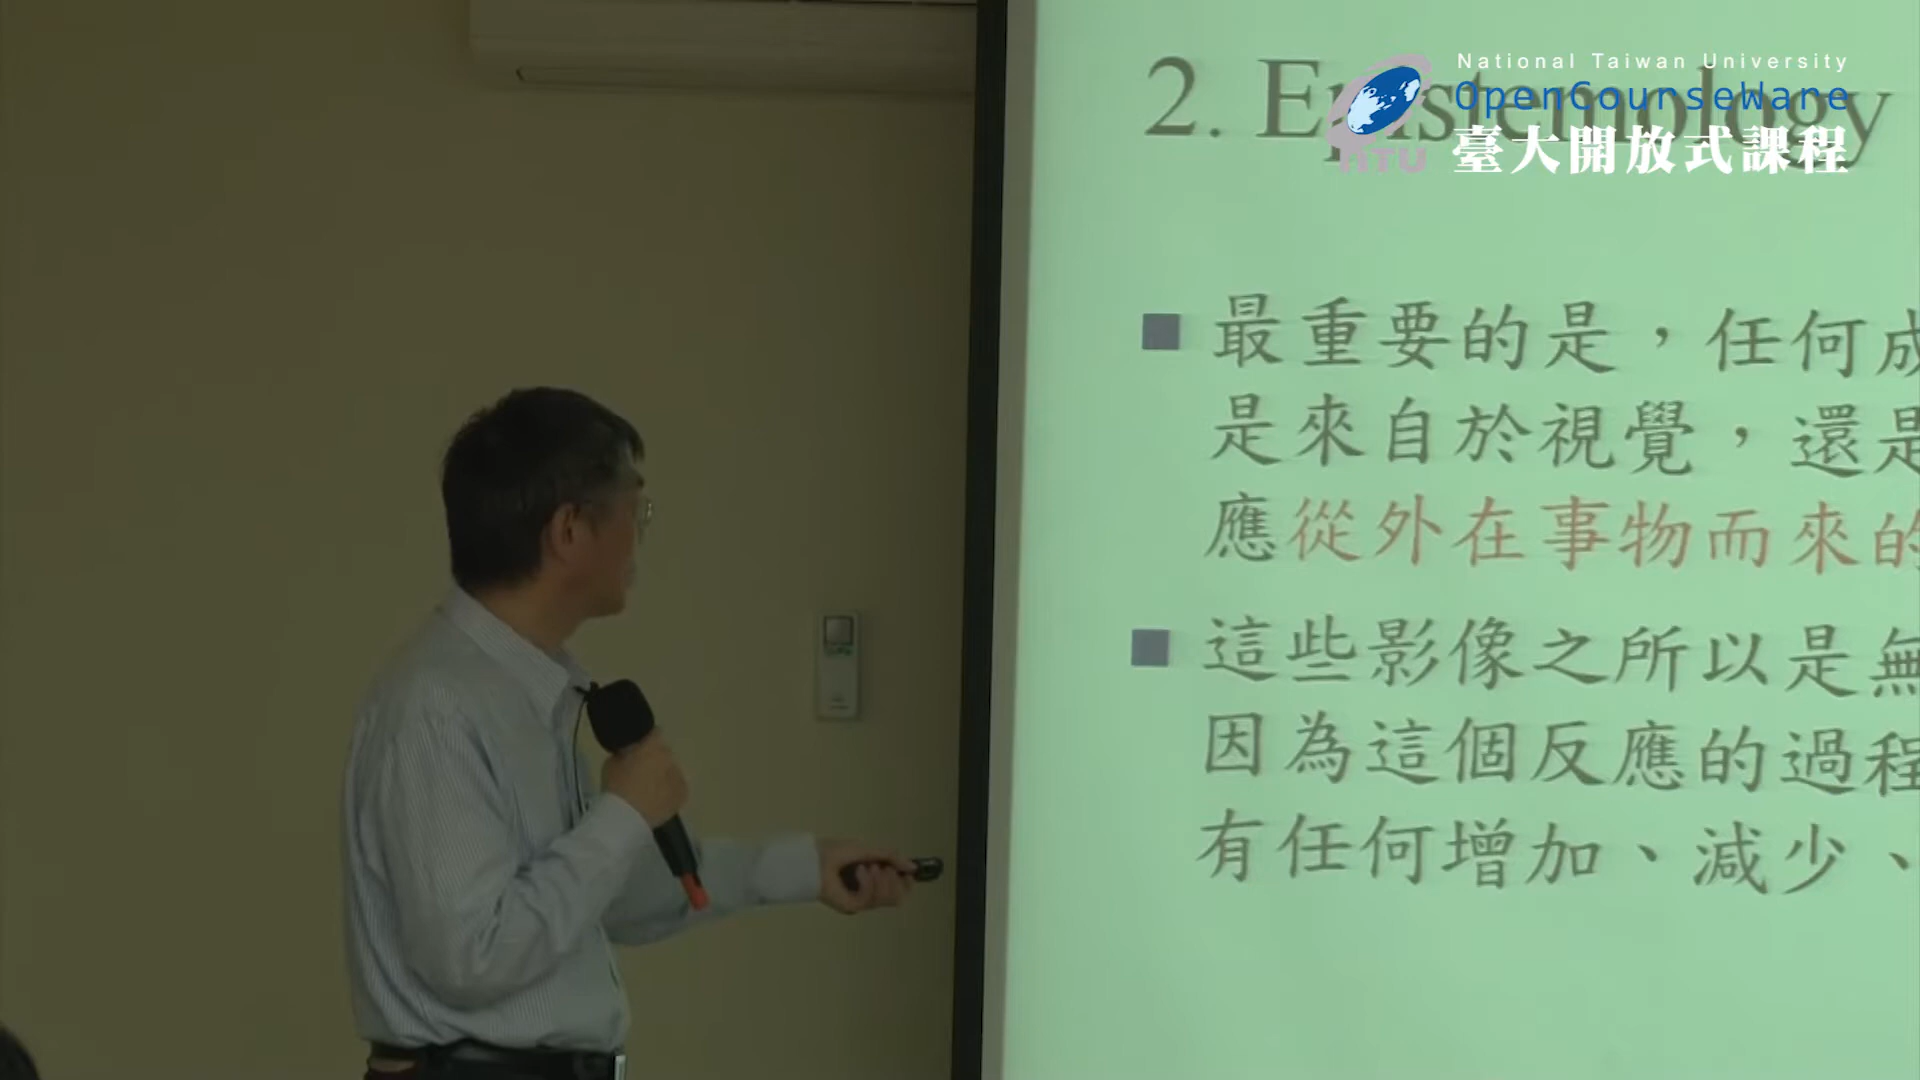 National Taiwan University
OpenCourseWare
臺大開放式課程
NTU
2. Epistemology
最重要的是，任何成
是來自於視覺，還是
應從外在事物而來的
這些影像之所以是無
因為這個反應的過程
有任何增加、減少、